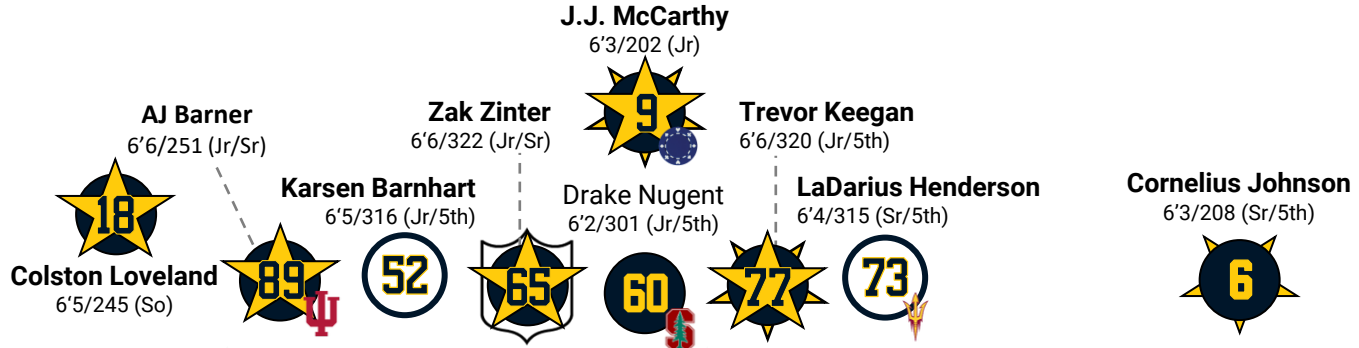 J.J. McCarthy
6'3/202 (Jr)
9
AJ Barner
6'6/251 (Jr/Sr)
Zak Zinter
6'6/322 (Jr/Sr)
Trevor Keegan
6'6/320 (Jr/5th)
18
Colston Loveland
6'5/245 (So)
89
Karsen Barnhart
6'5/316 (Jr/5th)
52
65
Drake Nugent
6'2/301 (Jr/5th)
60
S
77
LaDarius Henderson
6'4/315 (Sr/5th)
73
Cornelius Johnson
6'3/208 (Sr/5th)
6